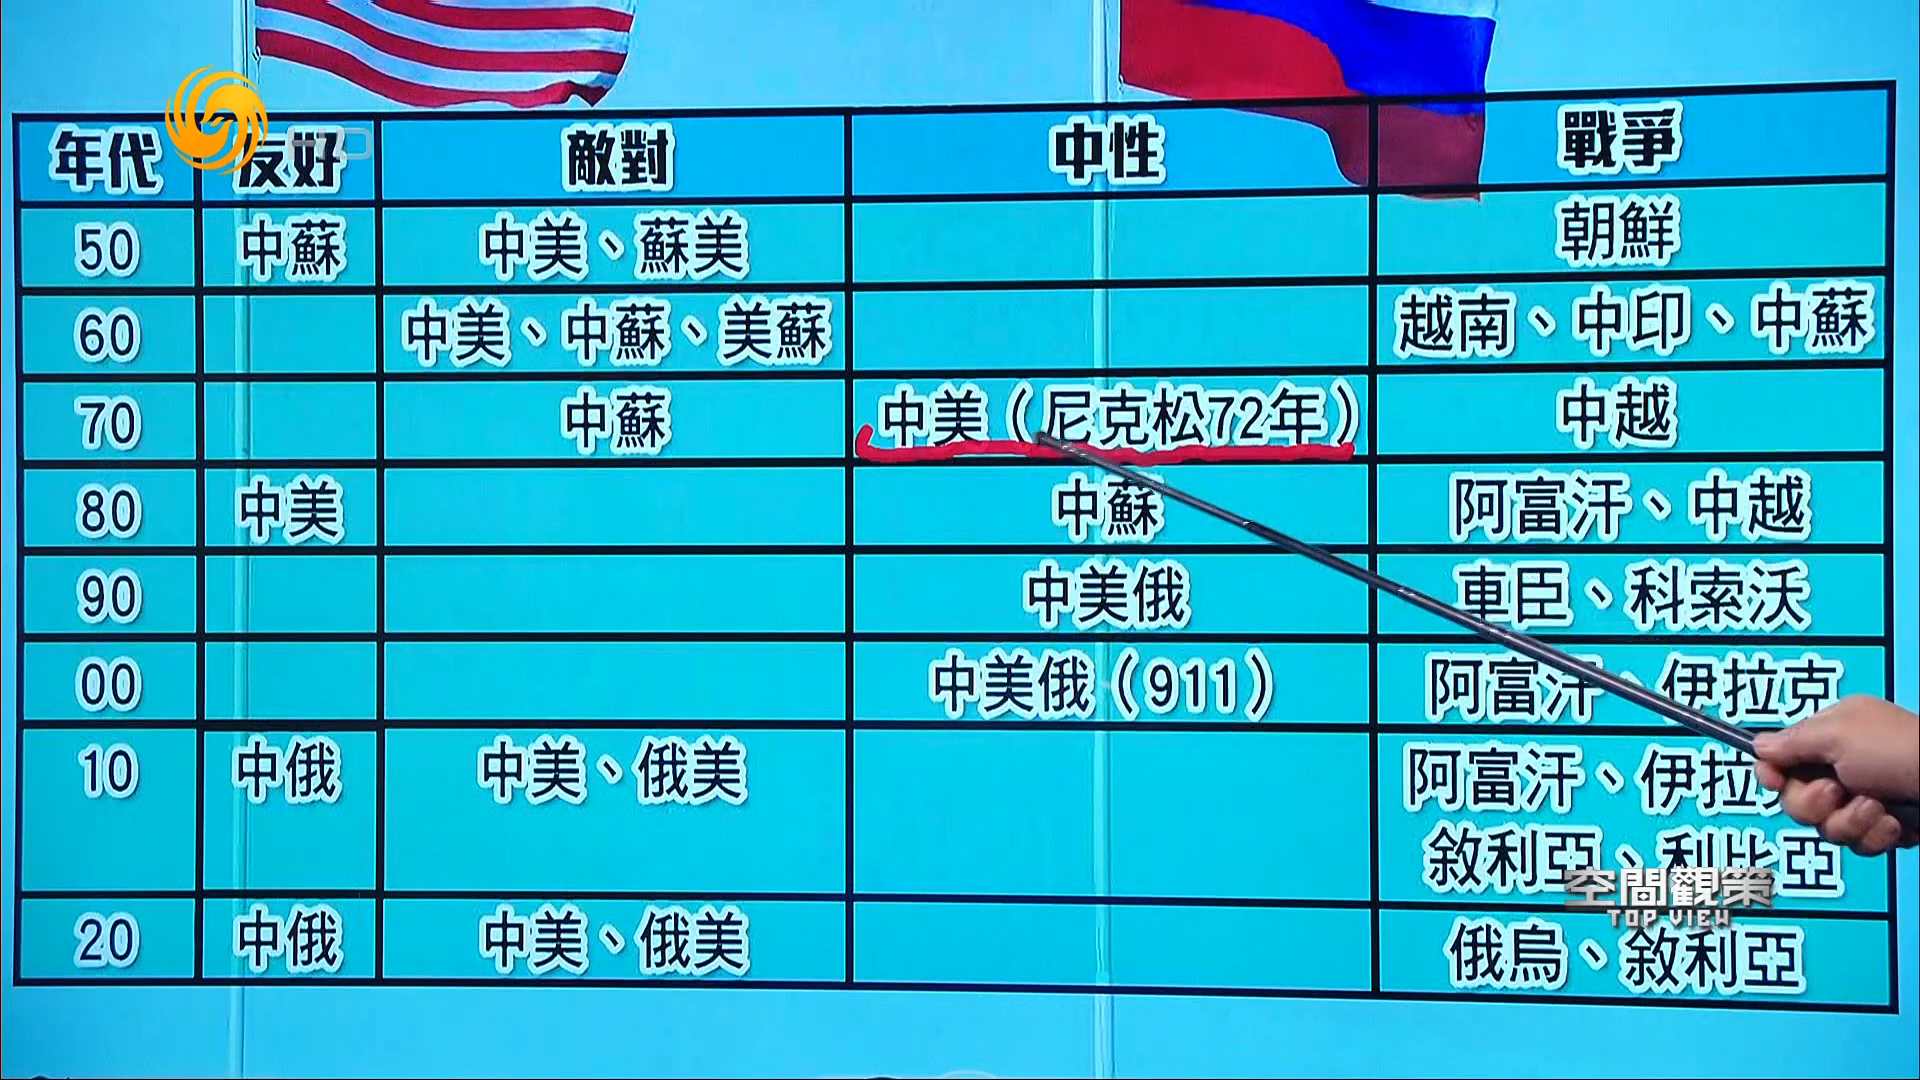 年代 友好 敵對 中性 戰爭
50 中蘇 中美、蘇美 朝鮮
60 中美、中蘇、美蘇 越南、中印、中蘇
70 中蘇 中美（尼克松72年） 中越
80 中美 中蘇 阿富汗、中越
90 中美俄 車臣、科索沃
00 中美俄（911） 阿富汗、伊拉克
10 中俄 中美、俄美 阿富汗、伊拉克
敘利亞、利比亞
空間觀策
TOP VIEW
20 中俄 中美、俄美 俄烏、敘利亞